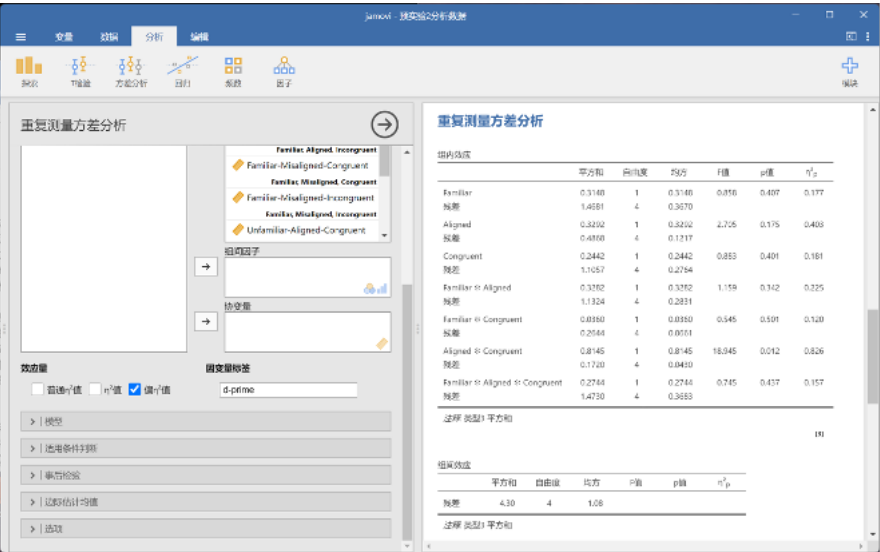 jamovi - 预实验2分析数据
变量 数据 分析 编辑
探索 T检验 方差分析 回归 频数 因子 模块
重复测量方差分析
Familiar, Aligned, Incongruent
Familiar-Misaligned-Congruent
Familiar, Misaligned, Congruent
Familiar-Misaligned-Incongruent
Familiar, Misaligned, Incongruent
Unfamiliar-Aligned-Congruent
组间因子
协变量
效应量 因变量标签
普通η²值 η²值 偏η²值 d-prime
模型
适用条件判断
事后检验
边际估计均值
选项
重复测量方差分析
组内效应
平方和 自由度 均方 F值 p值 η²p
Familiar 0.3148 1 0.3148 0.858 0.407 0.177
残差 1.4681 4 0.3670
Aligned 0.3292 1 0.3292 2.705 0.175 0.403
残差 0.4868 4 0.1217
Congruent 0.2442 1 0.2442 0.883 0.401 0.181
残差 1.1057 4 0.2764
Familiar ✻ Aligned 0.3282 1 0.3282 1.159 0.342 0.225
残差 1.1324 4 0.2831
Familiar ✻ Congruent 0.0360 1 0.0360 0.545 0.501 0.120
残差 0.2644 4 0.0661
Aligned ✻ Congruent 0.8145 1 0.8145 18.945 0.012 0.826
残差 0.1720 4 0.0430
Familiar ✻ Aligned ✻ Congruent 0.2744 1 0.2744 0.745 0.437 0.157
残差 1.4730 4 0.3683
注释 类型3 平方和
[3]
组间效应
平方和 自由度 均方 F值 p值 η²p
残差 4.30 4 1.08
注释 类型3 平方和